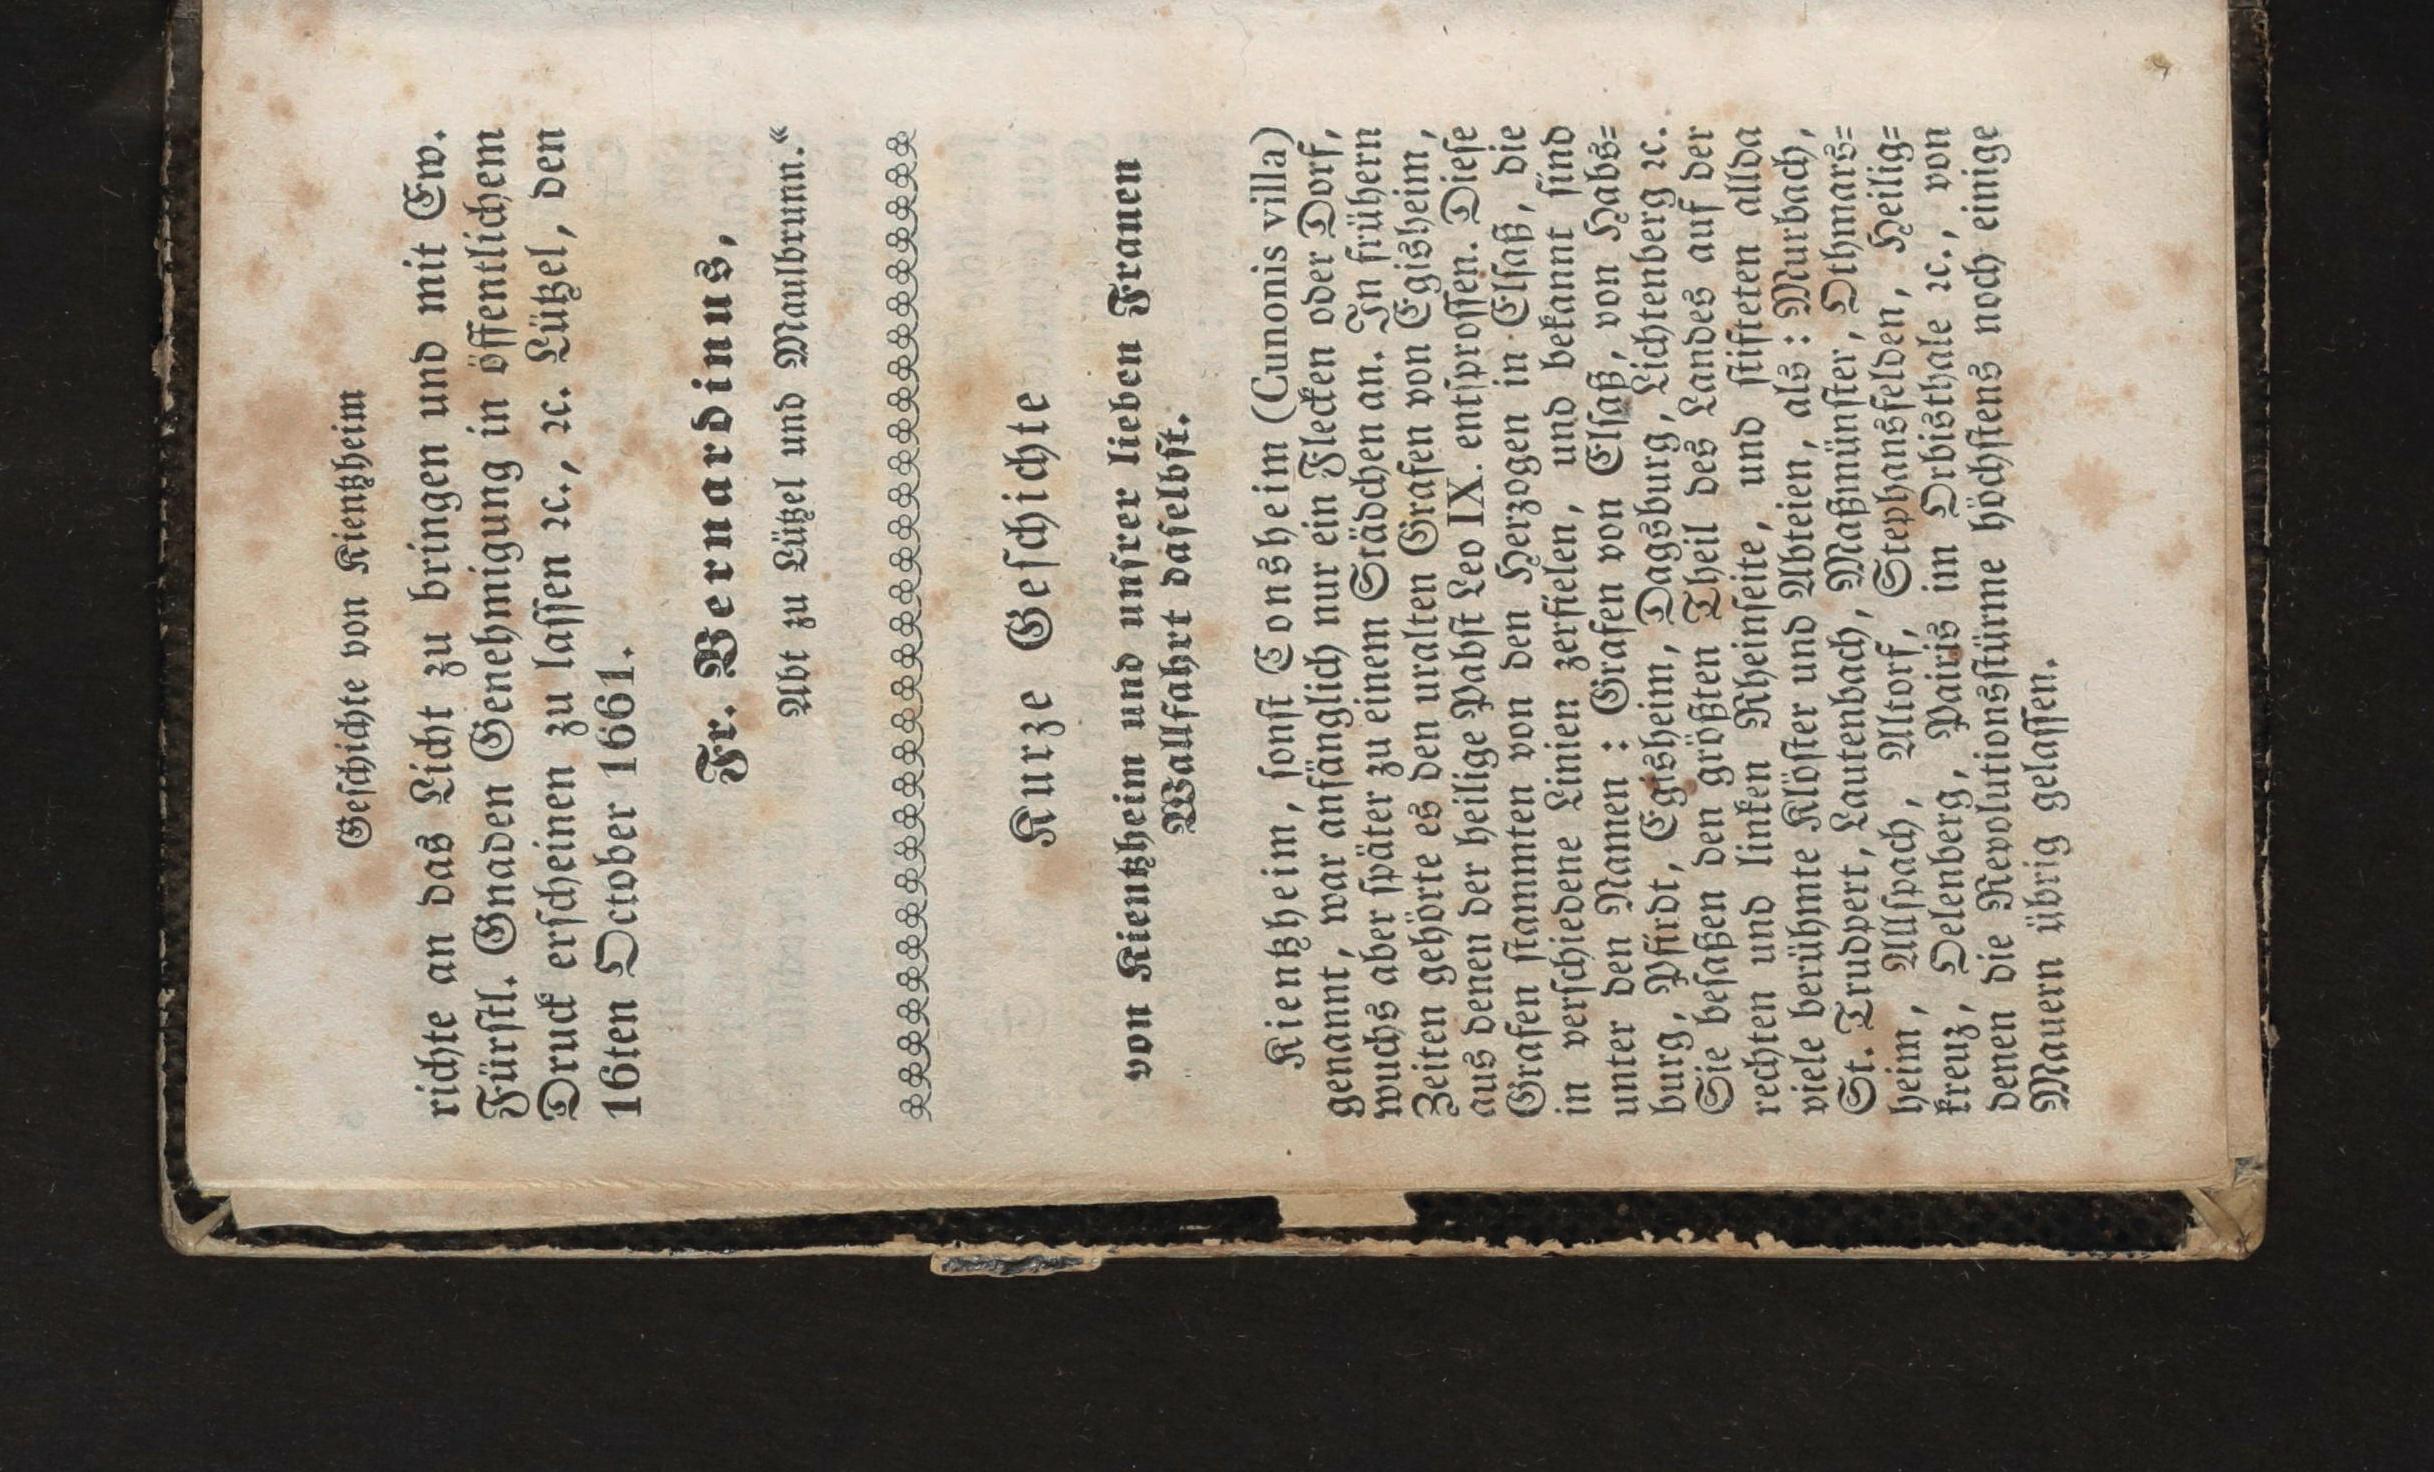 Geschichte von Kientzheim
richte an das Licht zu bringen und mit Ew.
Fürstl. Gnaden Genehmigung in öffentlichem
Druck erscheinen zu lassen ꝛc., ꝛc. Lützel, den
16ten October 1661.
Fr. Bernardinus,
Abt zu Lützel und Maulbrunn.“
Kurze Geschichte
von Kientzheim und unsrer lieben Frauen
Wallfahrt daselbst.
Kientzheim, sonst Consheim (Cunonis villa)
genannt, war anfänglich nur ein Flecken oder Dorf,
wuchs aber später zu einem Städchen an. In frühern
Zeiten gehörte es den uralten Grafen von Egisheim,
aus denen der heilige Pabst Leo IX. entsprossen. Diese
Grafen stammten von den Herzogen in Elsaß, die
in verschiedene Linien zerfielen, und bekannt sind
unter den Namen: Grafen von Elsaß, von Habs=
burg, Pfirdt, Egisheim, Dagsburg, Lichtenberg ꝛc.
Sie besaßen den größten Theil des Landes auf der
rechten und linken Rheinseite, und stifteten allda
viele berühmte Klöster und Abteien, als: Murbach,
St. Trudpert, Lautenbach, Maßmünster, Othmars=
heim, Allspach, Altorf, Stephansfelden, Heilig=
kreuz, Oelenberg, Pairis im Orbisthale ꝛc., von
denen die Revolutionsstürme höchstens noch einige
Mauern übrig gelassen.